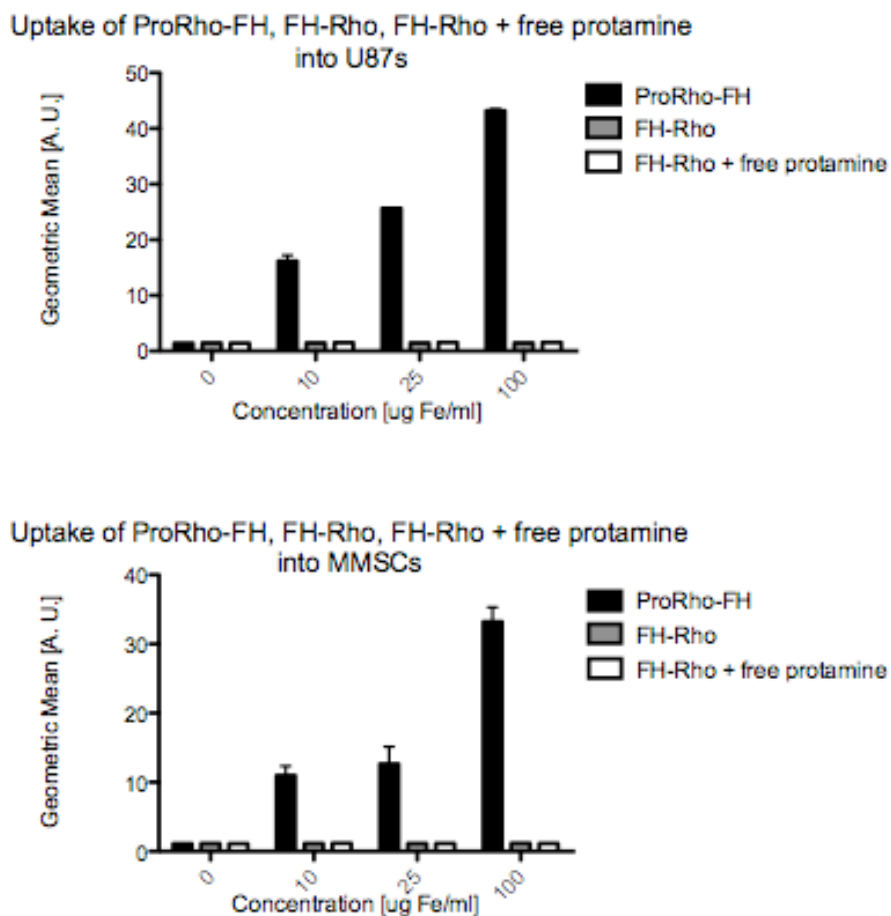 Uptake of ProRho-FH, FH-Rho, FH-Rho + free protamine
into U87s
Geometric Mean [A. U.]
50
40
30
20
10
0
0
10
25
100
Concentration [ug Fe/ml]
ProRho-FH
FH-Rho
FH-Rho + free protamine
Uptake of ProRho-FH, FH-Rho, FH-Rho + free protamine
into MMSCs
Geometric Mean [A. U.]
40
30
20
10
0
0
10
25
100
Concentration [ug Fe/ml]
ProRho-FH
FH-Rho
FH-Rho + free protamine